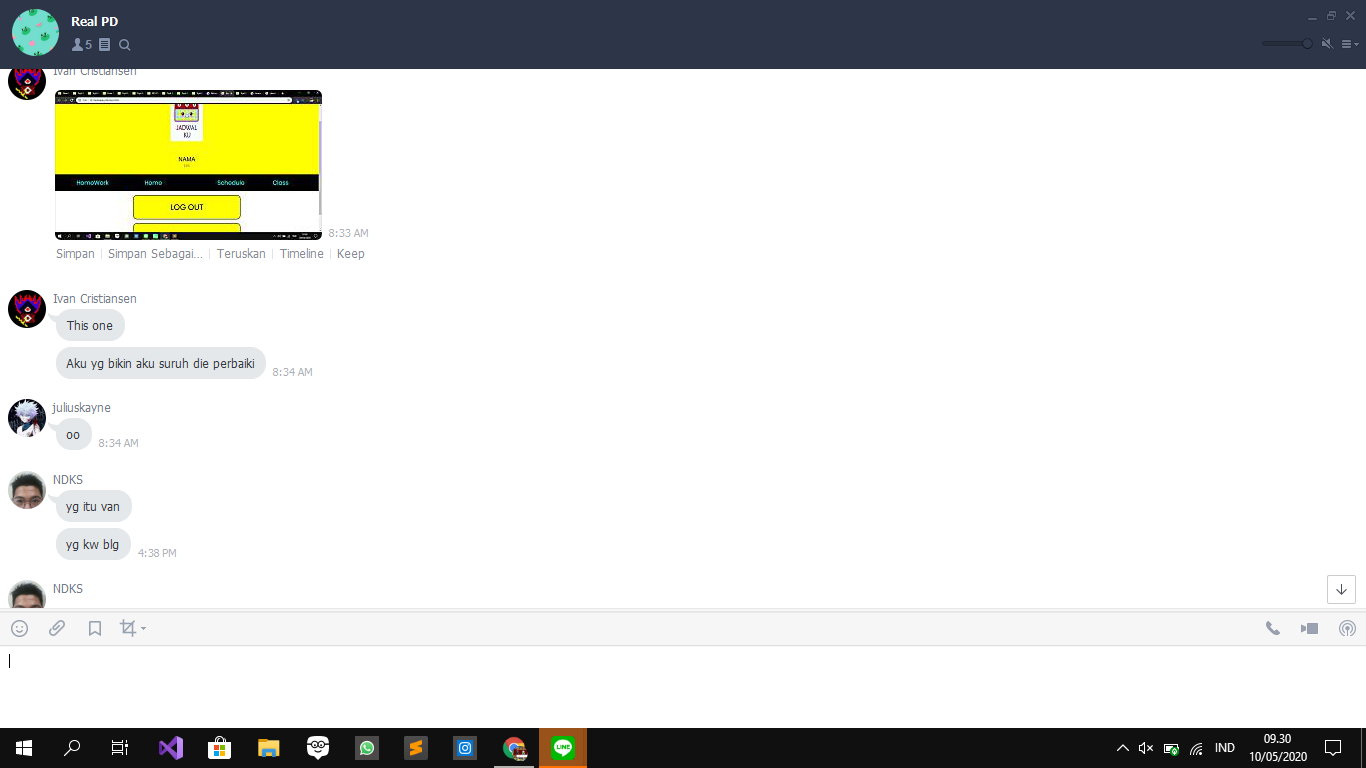 Real PD
5
Ivan Cristiansen
JADWAL
KU
NAMA
HomeWork Home Schedule Class
LOG OUT
8:33 AM
Simpan Simpan Sebagai... Teruskan Timeline Keep
Ivan Cristiansen
This one
Aku yg bikin aku suruh die perbaiki
8:34 AM
juliuskayne
oo
8:34 AM
NDKS
yg itu van
yg kw blg
4:38 PM
NDKS
LINE
IND
09.30
10/05/2020